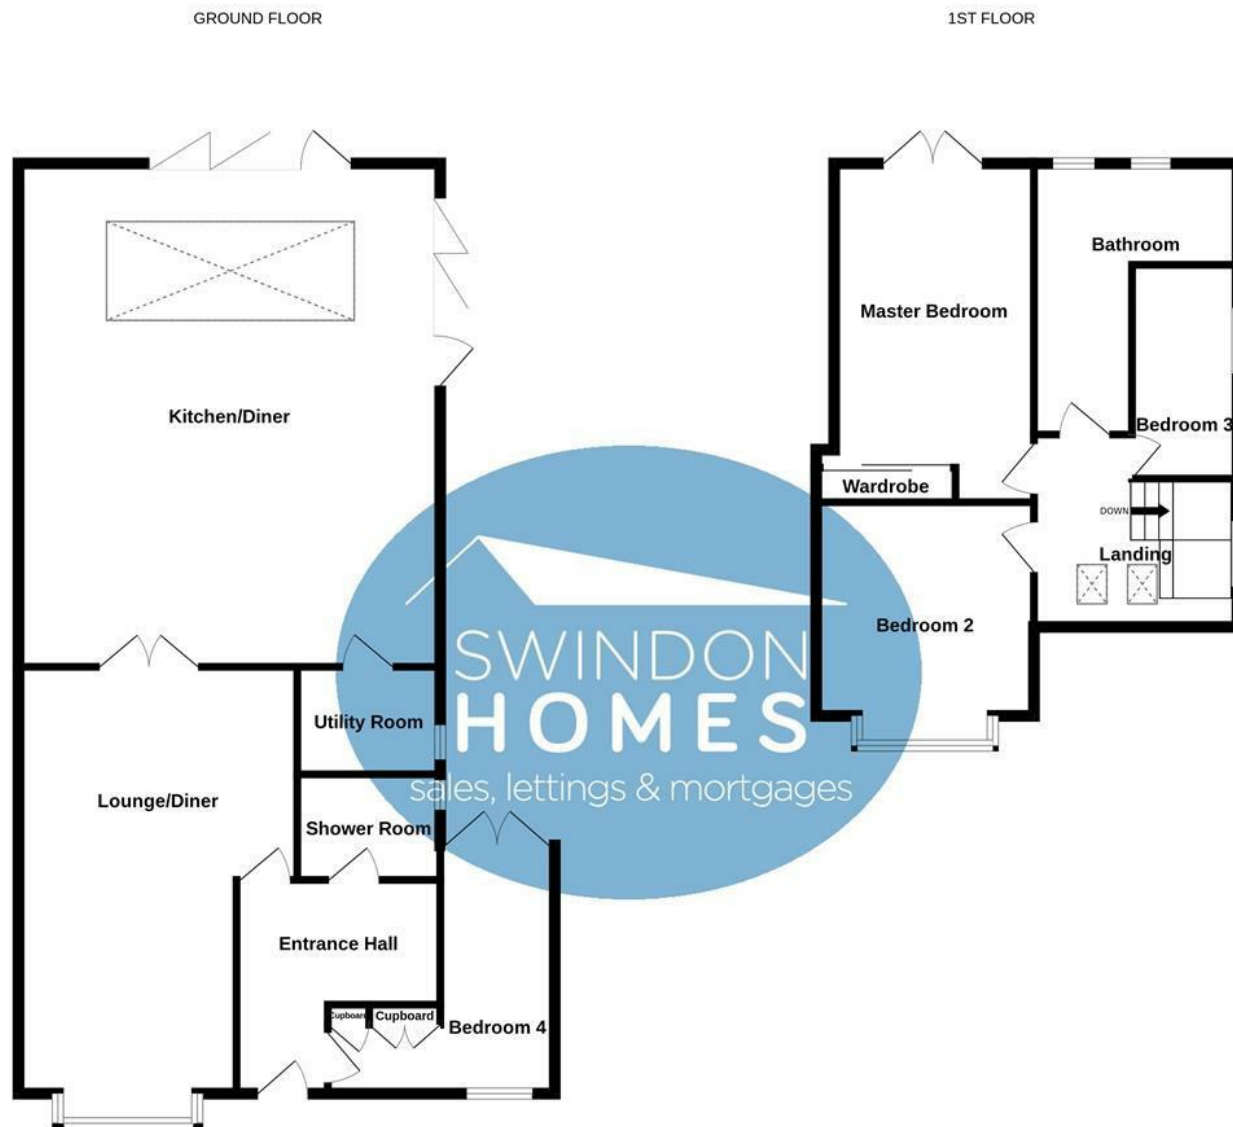 GROUND FLOOR
1ST FLOOR
Kitchen/Diner
Utility Room
Lounge/Diner
Shower Room
Entrance Hall
Cupboard
Cupboard
Bedroom 4
Bathroom
Master Bedroom
Bedroom 3
Wardrobe
DOWN
Landing
Bedroom 2
SWINDON
HOMES
sales, lettings & mortgages